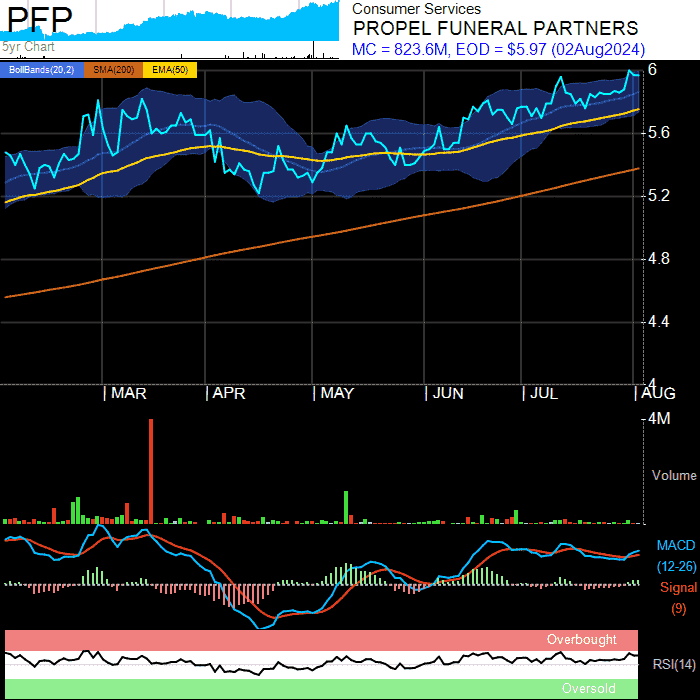 PFP
5yr Chart
Consumer Services
PROPEL FUNERAL PARTNERS
MC = 823.6M, EOD = $5.97 (02Aug2024)
BollBands(20,2) SMA(200) EMA(50)
6
5.6
5.2
4.8
4.4
4
MAR APR MAY JUN JUL AUG
4M
Volume
MACD
(12-26)
Signal
(9)
Overbought
RSI(14)
Oversold